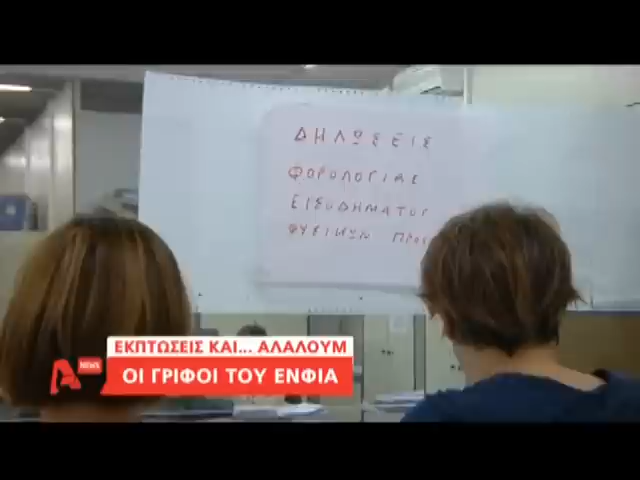 ΔΗΛΩΣΕΙΣ
ΦΟΡΟΛΟΓΙΑΣ
ΕΙΣΟΔΗΜΑΤΟΣ
ΦΥΣΙΚΩΝ ΠΡΟΣ
ΕΚΠΤΩΣΕΙΣ ΚΑΙ... ΑΛΑΛΟΥΜ
A NEWS
ΟΙ ΓΡΙΦΟΙ ΤΟΥ ΕΝΦΙΑ